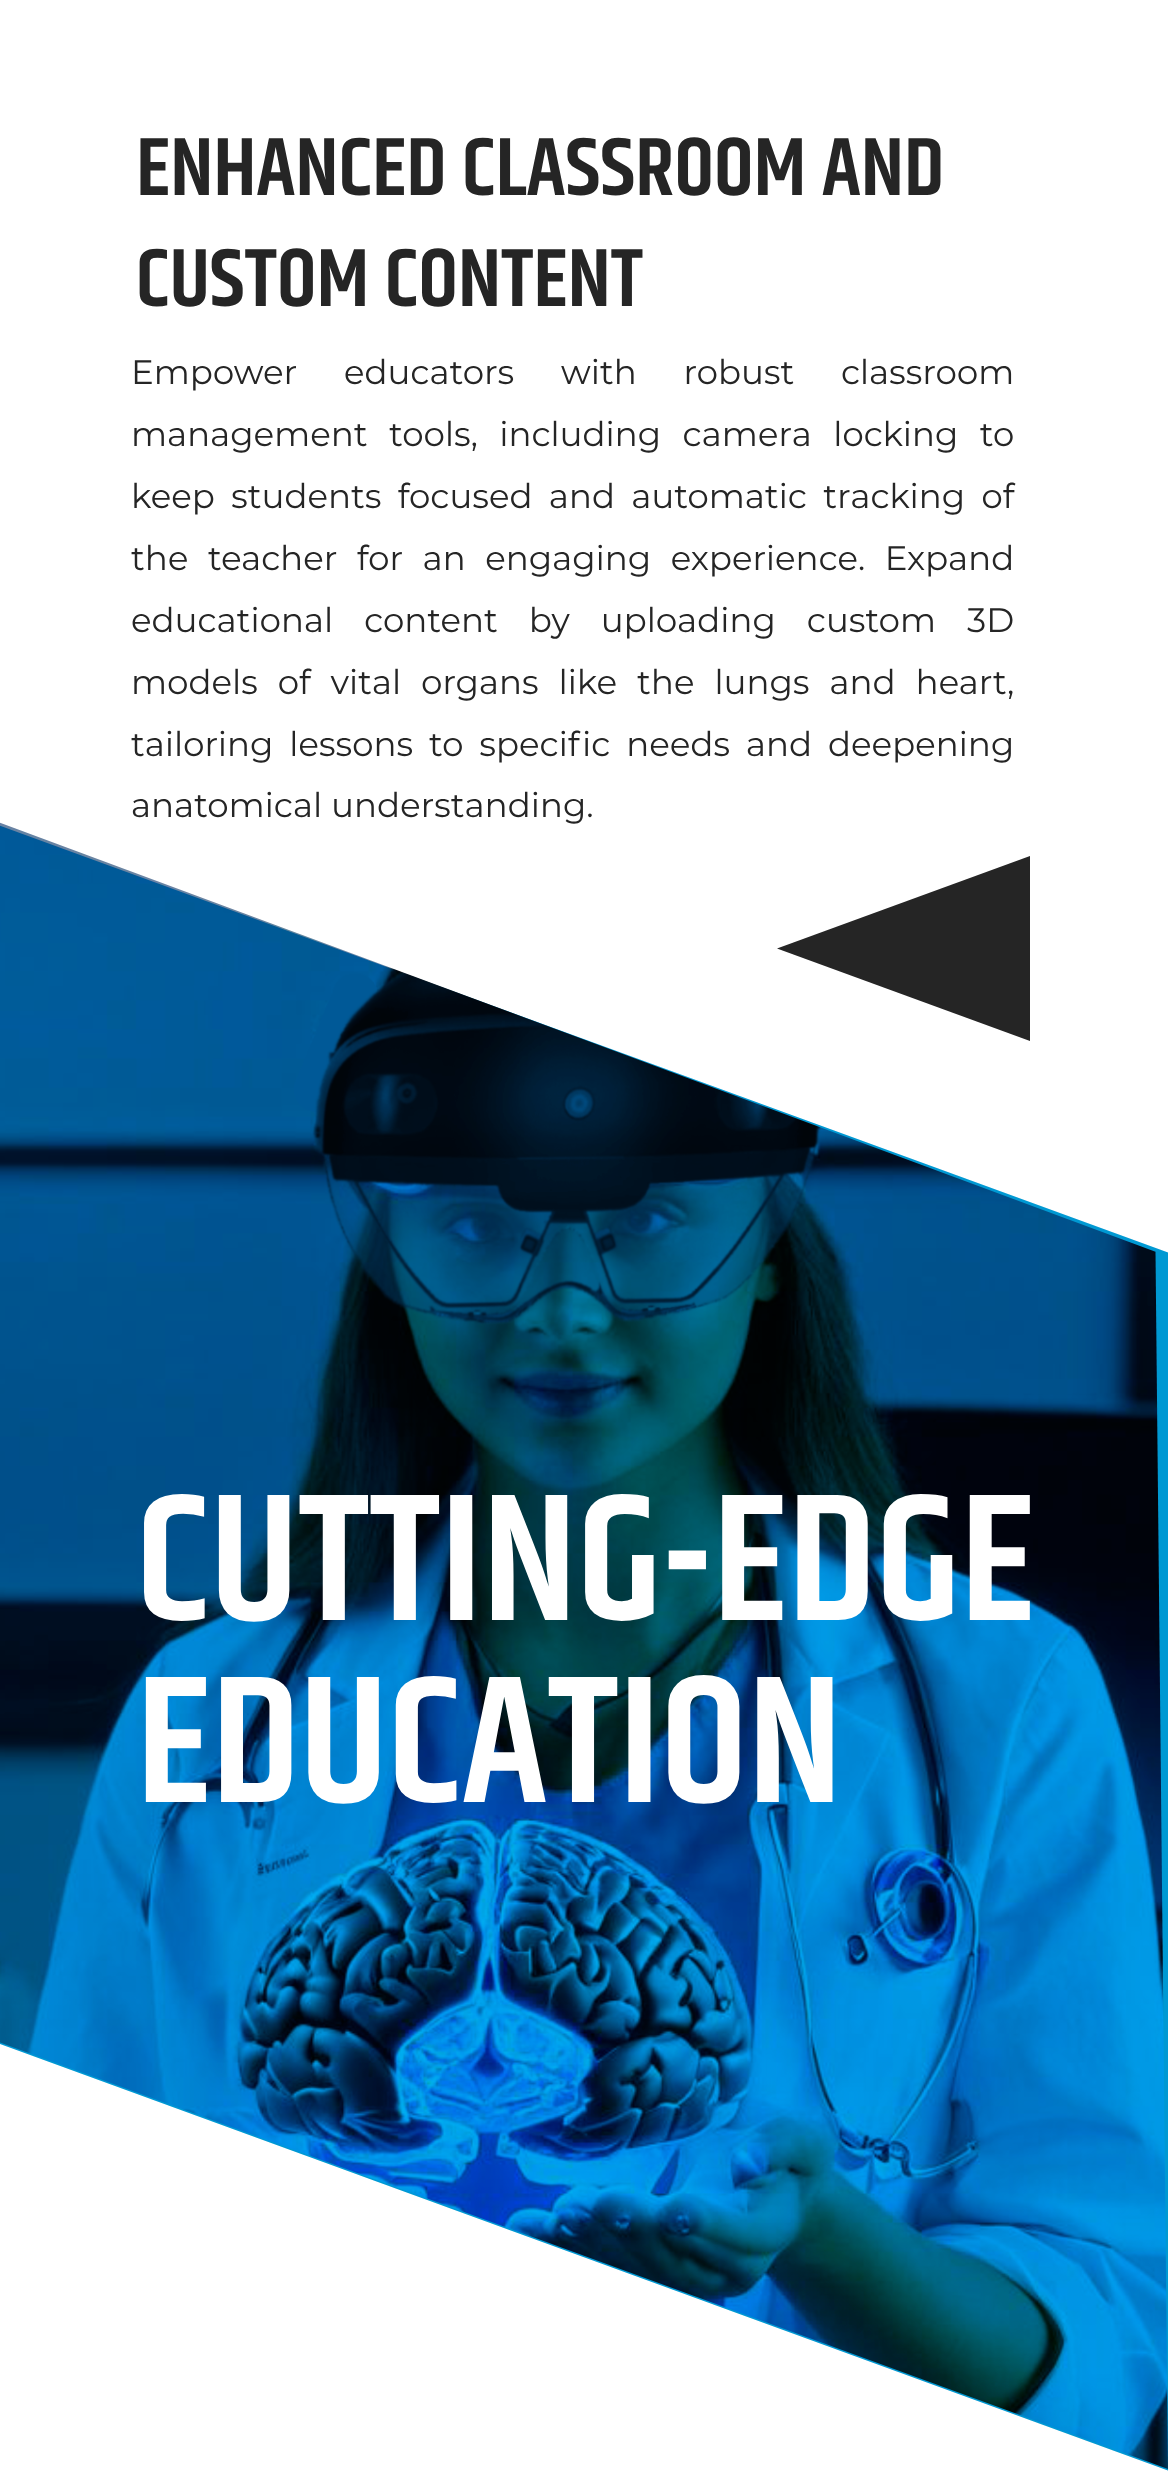 ENHANCED CLASSROOM AND
CUSTOM CONTENT
Empower educators with robust classroom
management tools, including camera locking to
keep students focused and automatic tracking of
the teacher for an engaging experience. Expand
educational content by uploading custom 3D
models of vital organs like the lungs and heart,
tailoring lessons to specific needs and deepening
anatomical understanding.
CUTTING-EDGE
EDUCATION